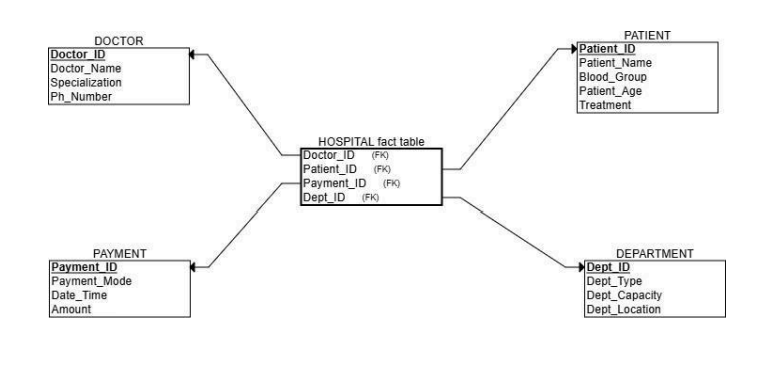 DOCTOR
Doctor_ID
Doctor_Name
Specialization
Ph_Number
PATIENT
Patient_ID
Patient_Name
Blood_Group
Patient_Age
Treatment
HOSPITAL fact table
Doctor_ID (FK)
Patient_ID (FK)
Payment_ID (FK)
Dept_ID (FK)
PAYMENT
Payment_ID
Payment_Mode
Date_Time
Amount
DEPARTMENT
Dept_ID
Dept_Type
Dept_Capacity
Dept_Location